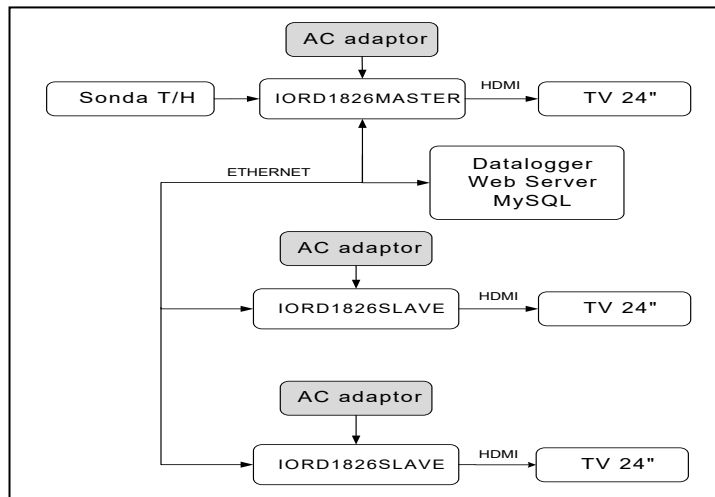 AC adaptor
Sonda T/H
IORD1826MASTER
HDMI
TV 24"
ETHERNET
Datalogger
Web Server
MySQL
AC adaptor
IORD1826SLAVE
HDMI
TV 24"
AC adaptor
IORD1826SLAVE
HDMI
TV 24"